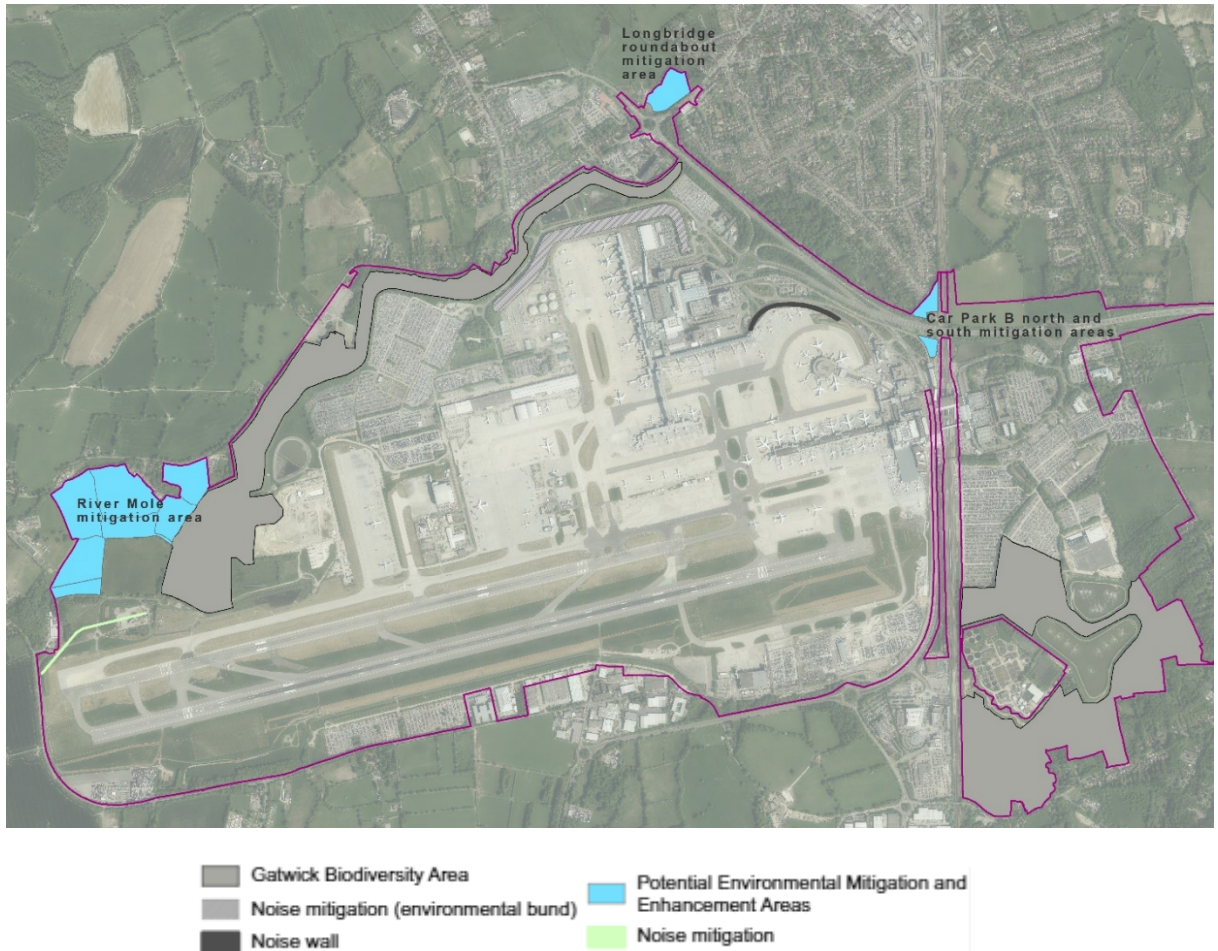 Longbridge
roundabout
mitigation
area
Car Park B north and
south mitigation areas
River Mole
mitigation area
Gatwick Biodiversity Area
Noise mitigation (environmental bund)
Noise wall
Potential Environmental Mitigation and
Enhancement Areas
Noise mitigation